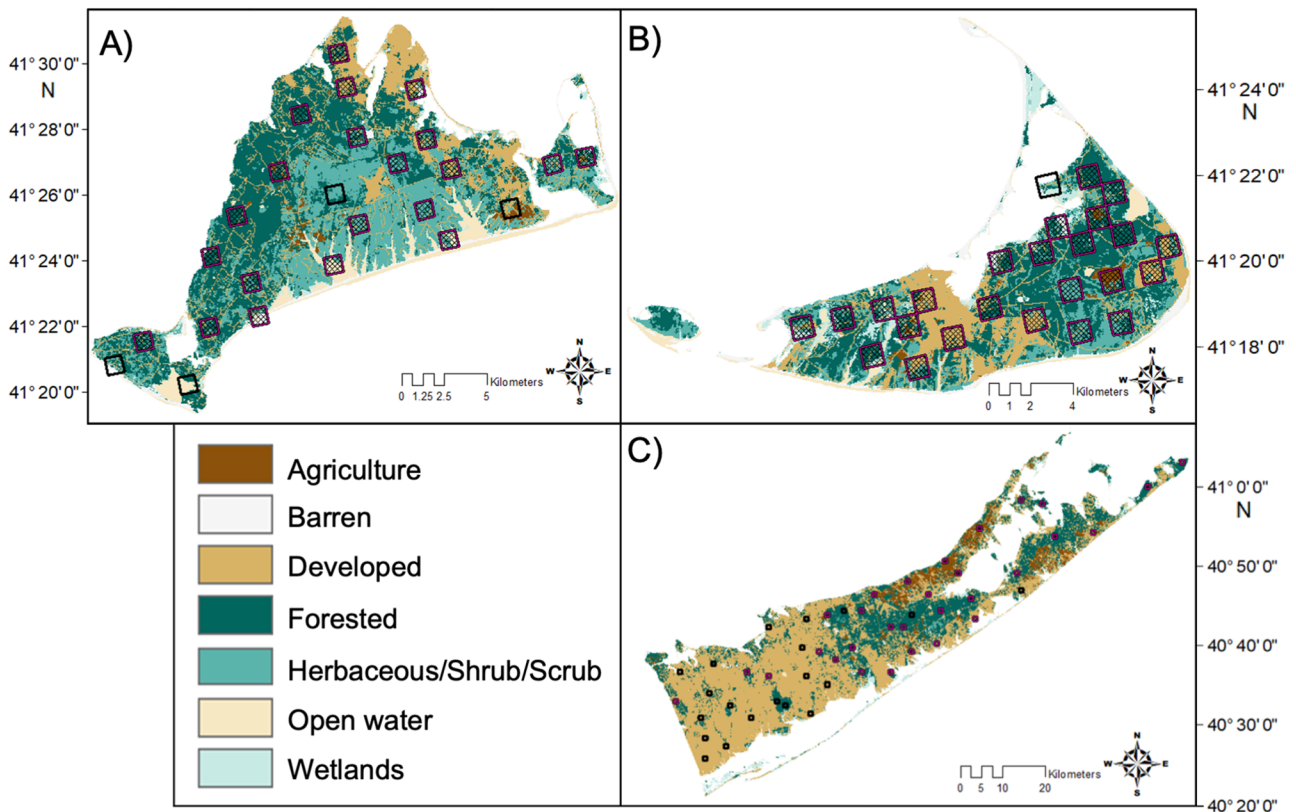 A)
41° 30' 0"
N
41° 28' 0"
41° 26' 0"
41° 24' 0"
41° 22' 0"
41° 20' 0"
N
W E
S
Kilometers
0 1.25 2.5 5
B)
41° 24' 0"
N
41° 22' 0"
41° 20' 0"
41° 18' 0"
N
W E
S
Kilometers
0 1 2 4
Agriculture
Barren
Developed
Forested
Herbaceous/Shrub/Scrub
Open water
Wetlands
C)
41° 0' 0"
N
40° 50' 0"
40° 40' 0"
40° 30' 0"
40° 20' 0"
N
W E
S
Kilometers
0 5 10 20